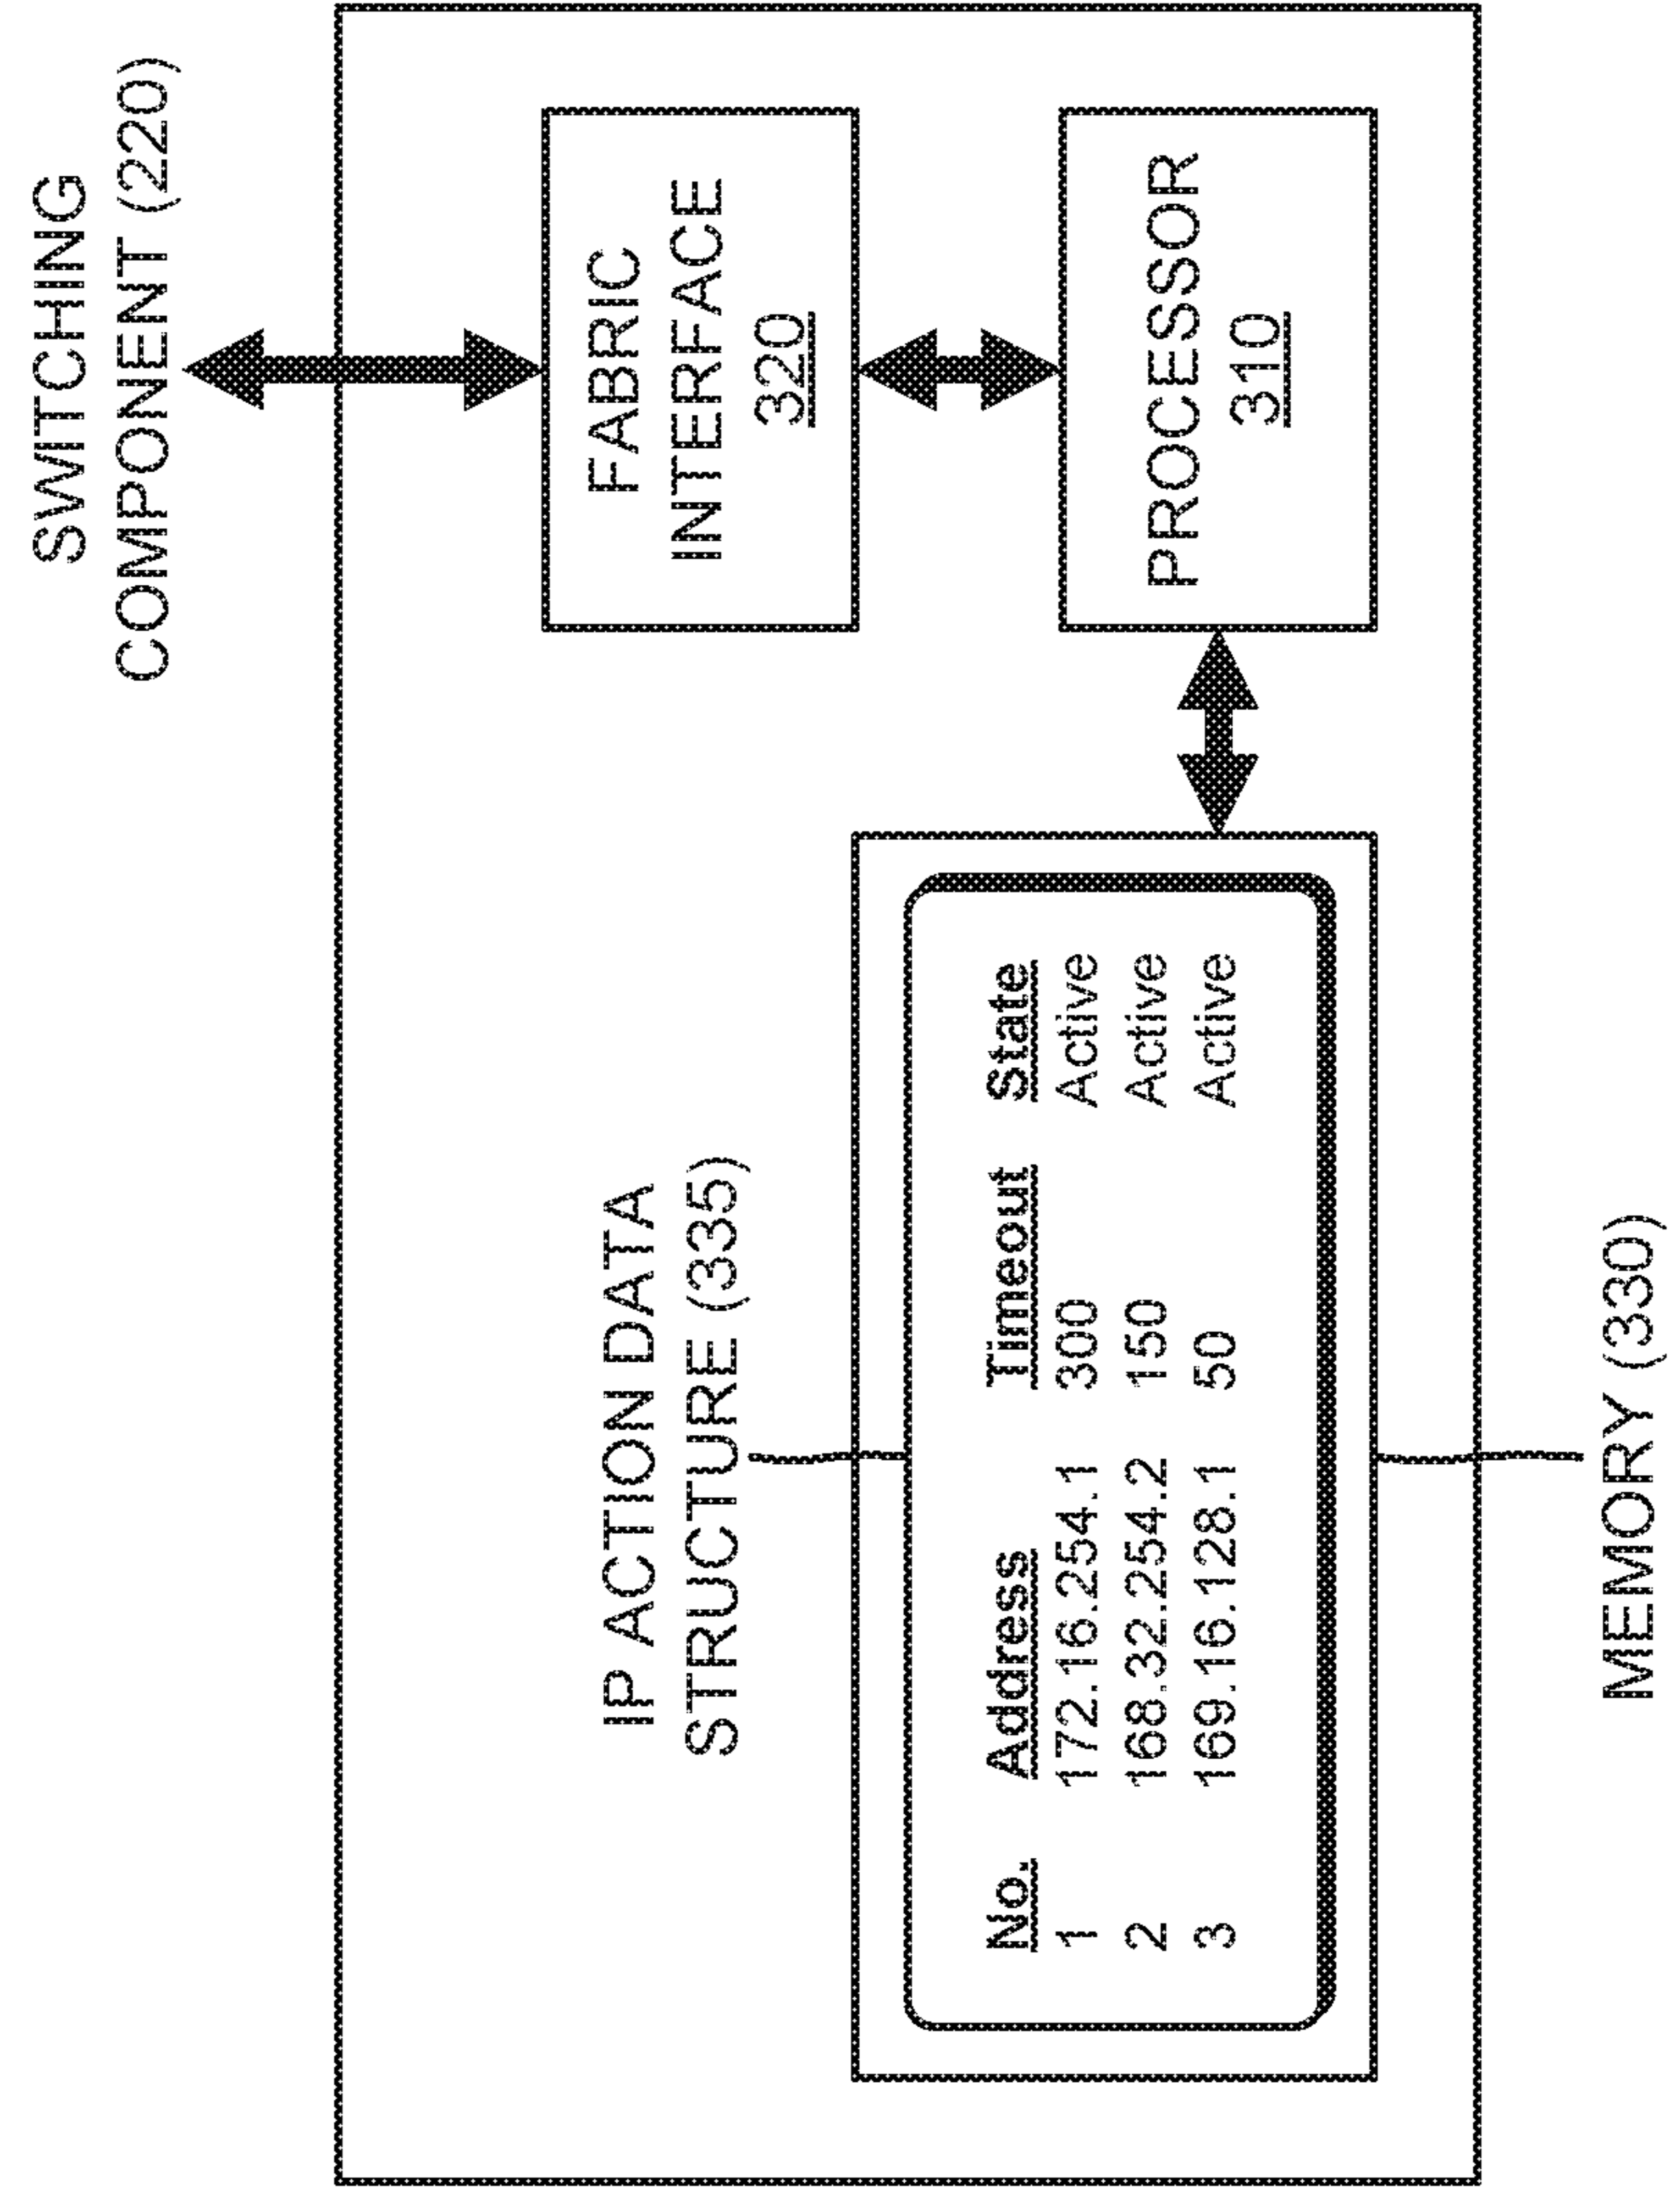 SWITCHING
COMPONENT (220)
FABRIC
INTERFACE
320
PROCESSOR
310
IP ACTION DATA
STRUCTURE (335)
No. Address Timeout State
1 172.16.254.1 300 Active
2 168.32.254.2 150 Active
3 169.16.128.1 50 Active
MEMORY (330)